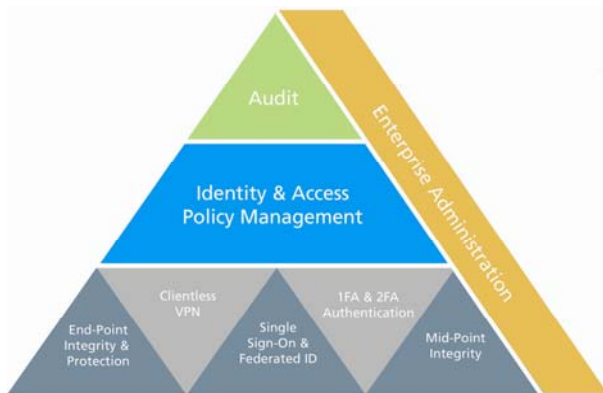 Audit
Enterprise Administration
Identity & Access
Policy Management
Clientless
VPN
1FA & 2FA
Authentication
End-Point
Integrity &
Protection
Single
Sign-On &
Federated ID
Mid-Point
Integrity